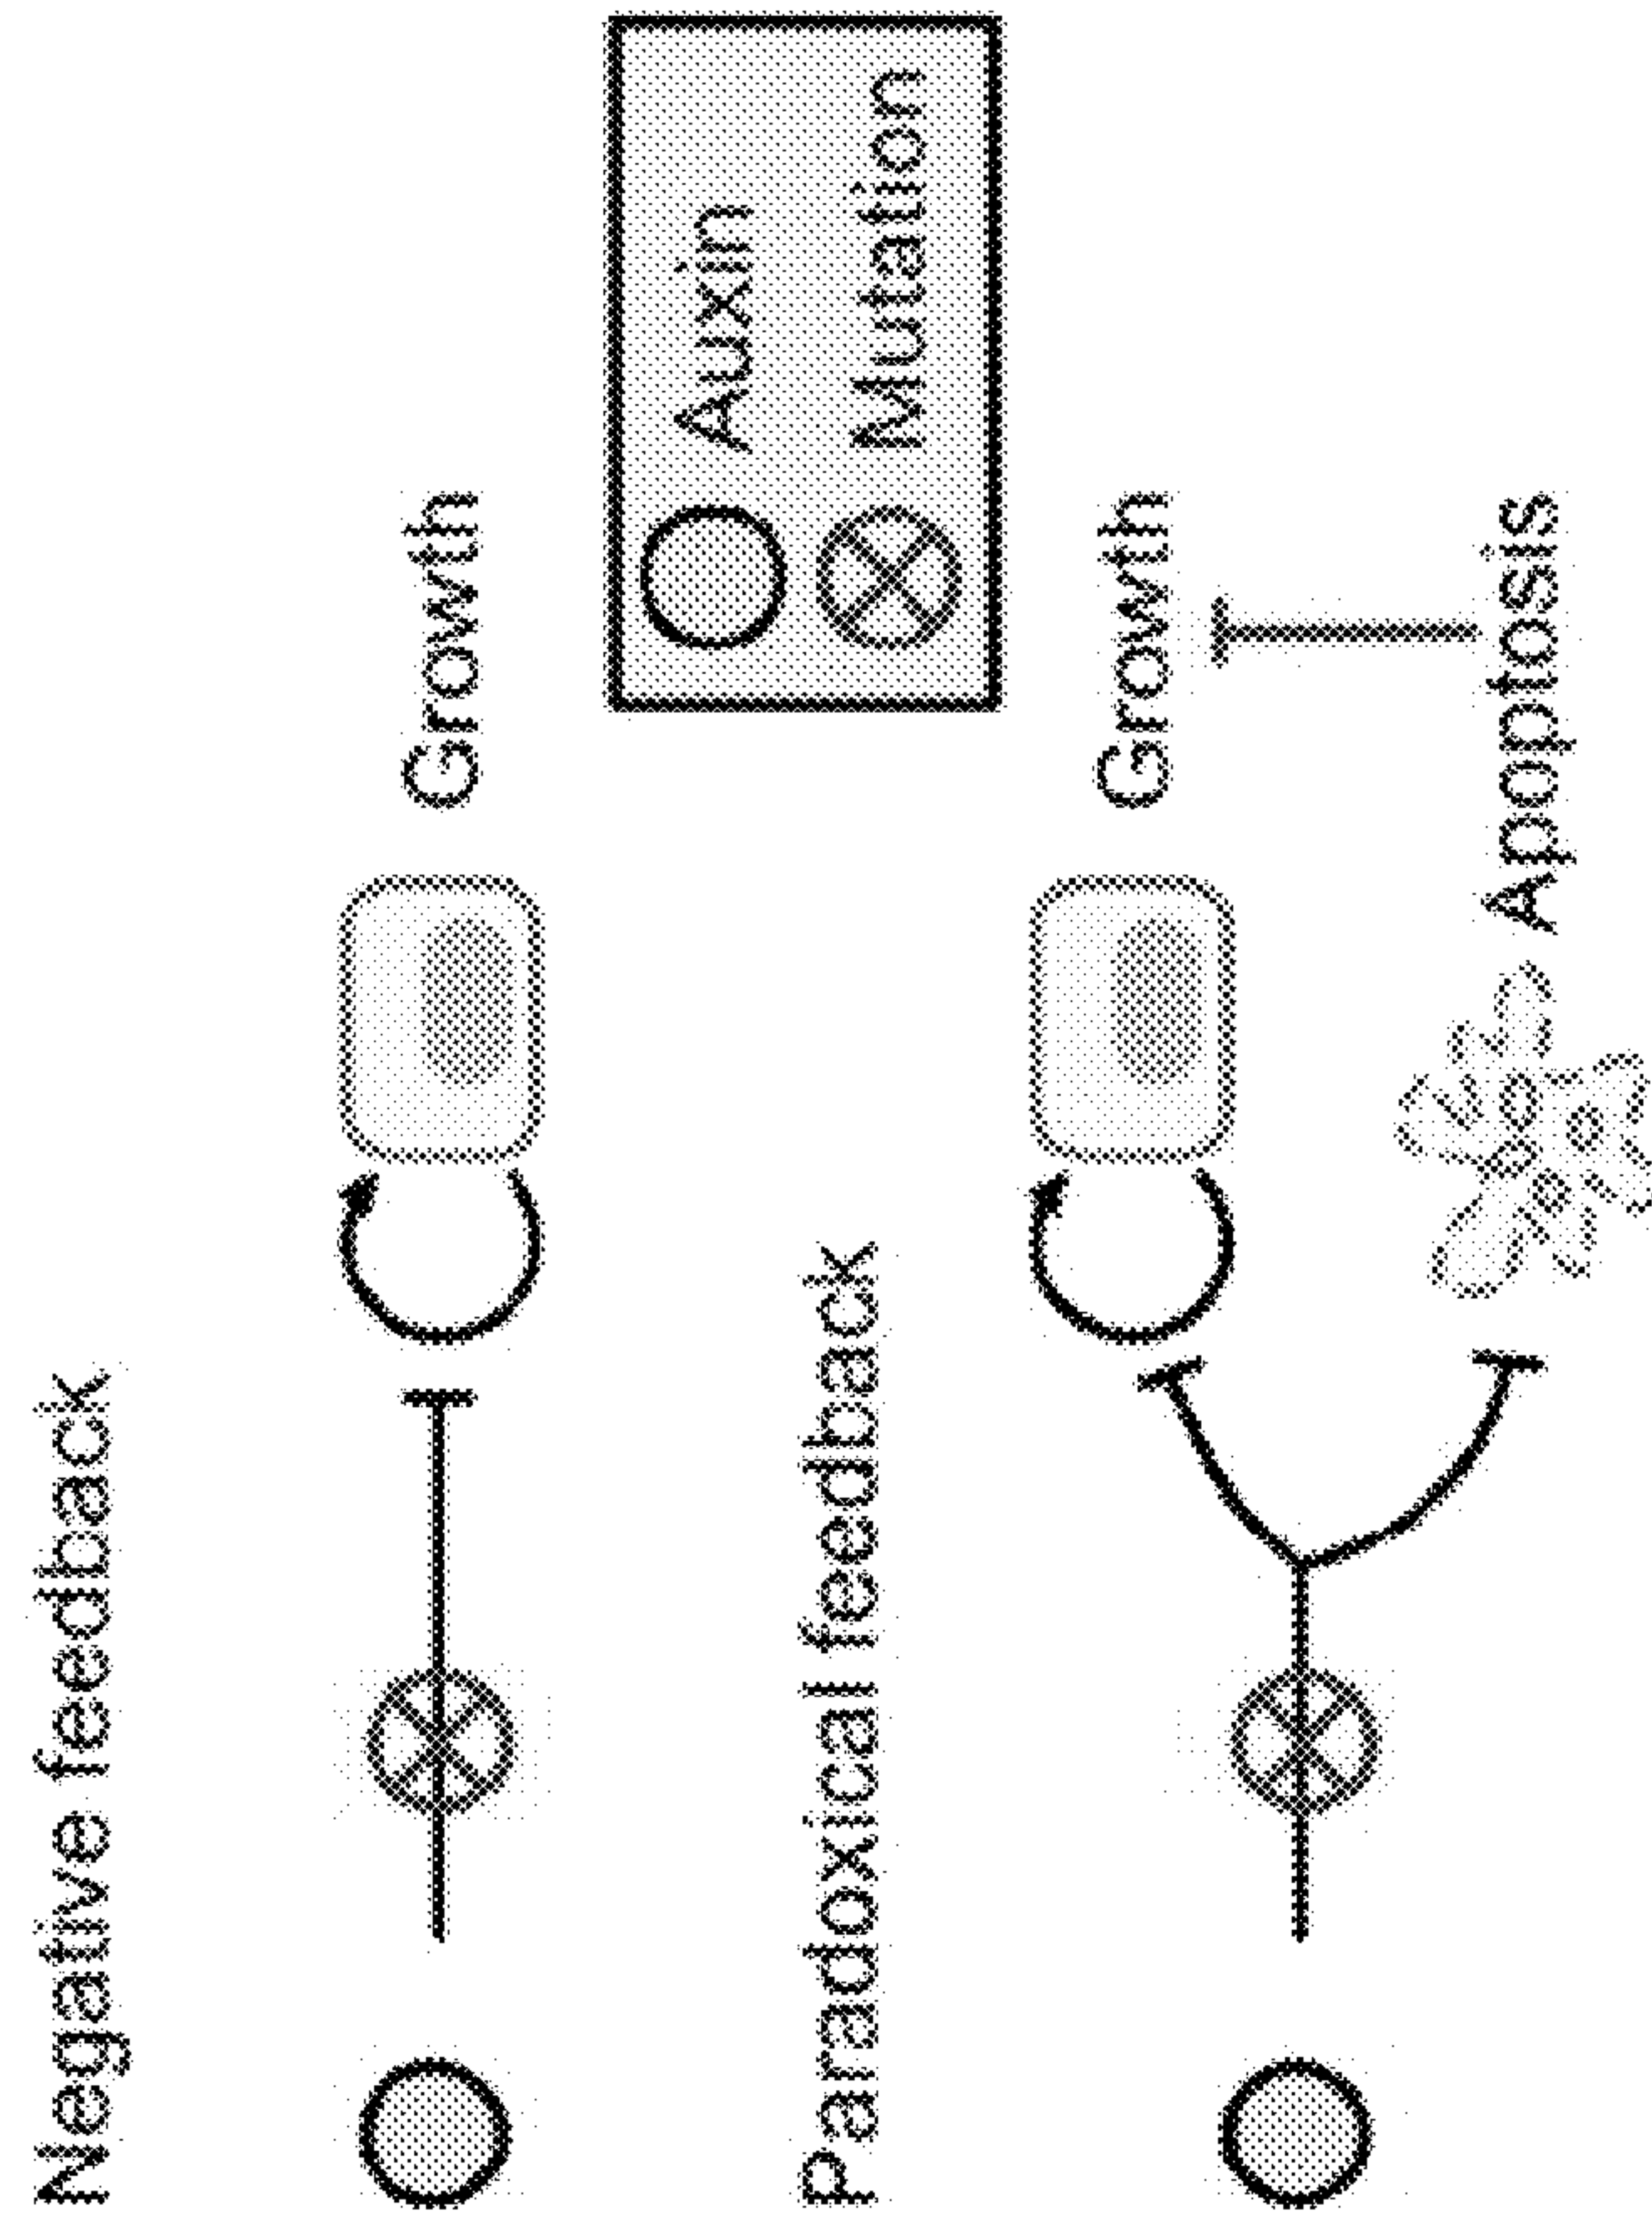 Negative feedback
Growth
Auxin
Mutation
Paradoxical feedback
Growth
Apoptosis